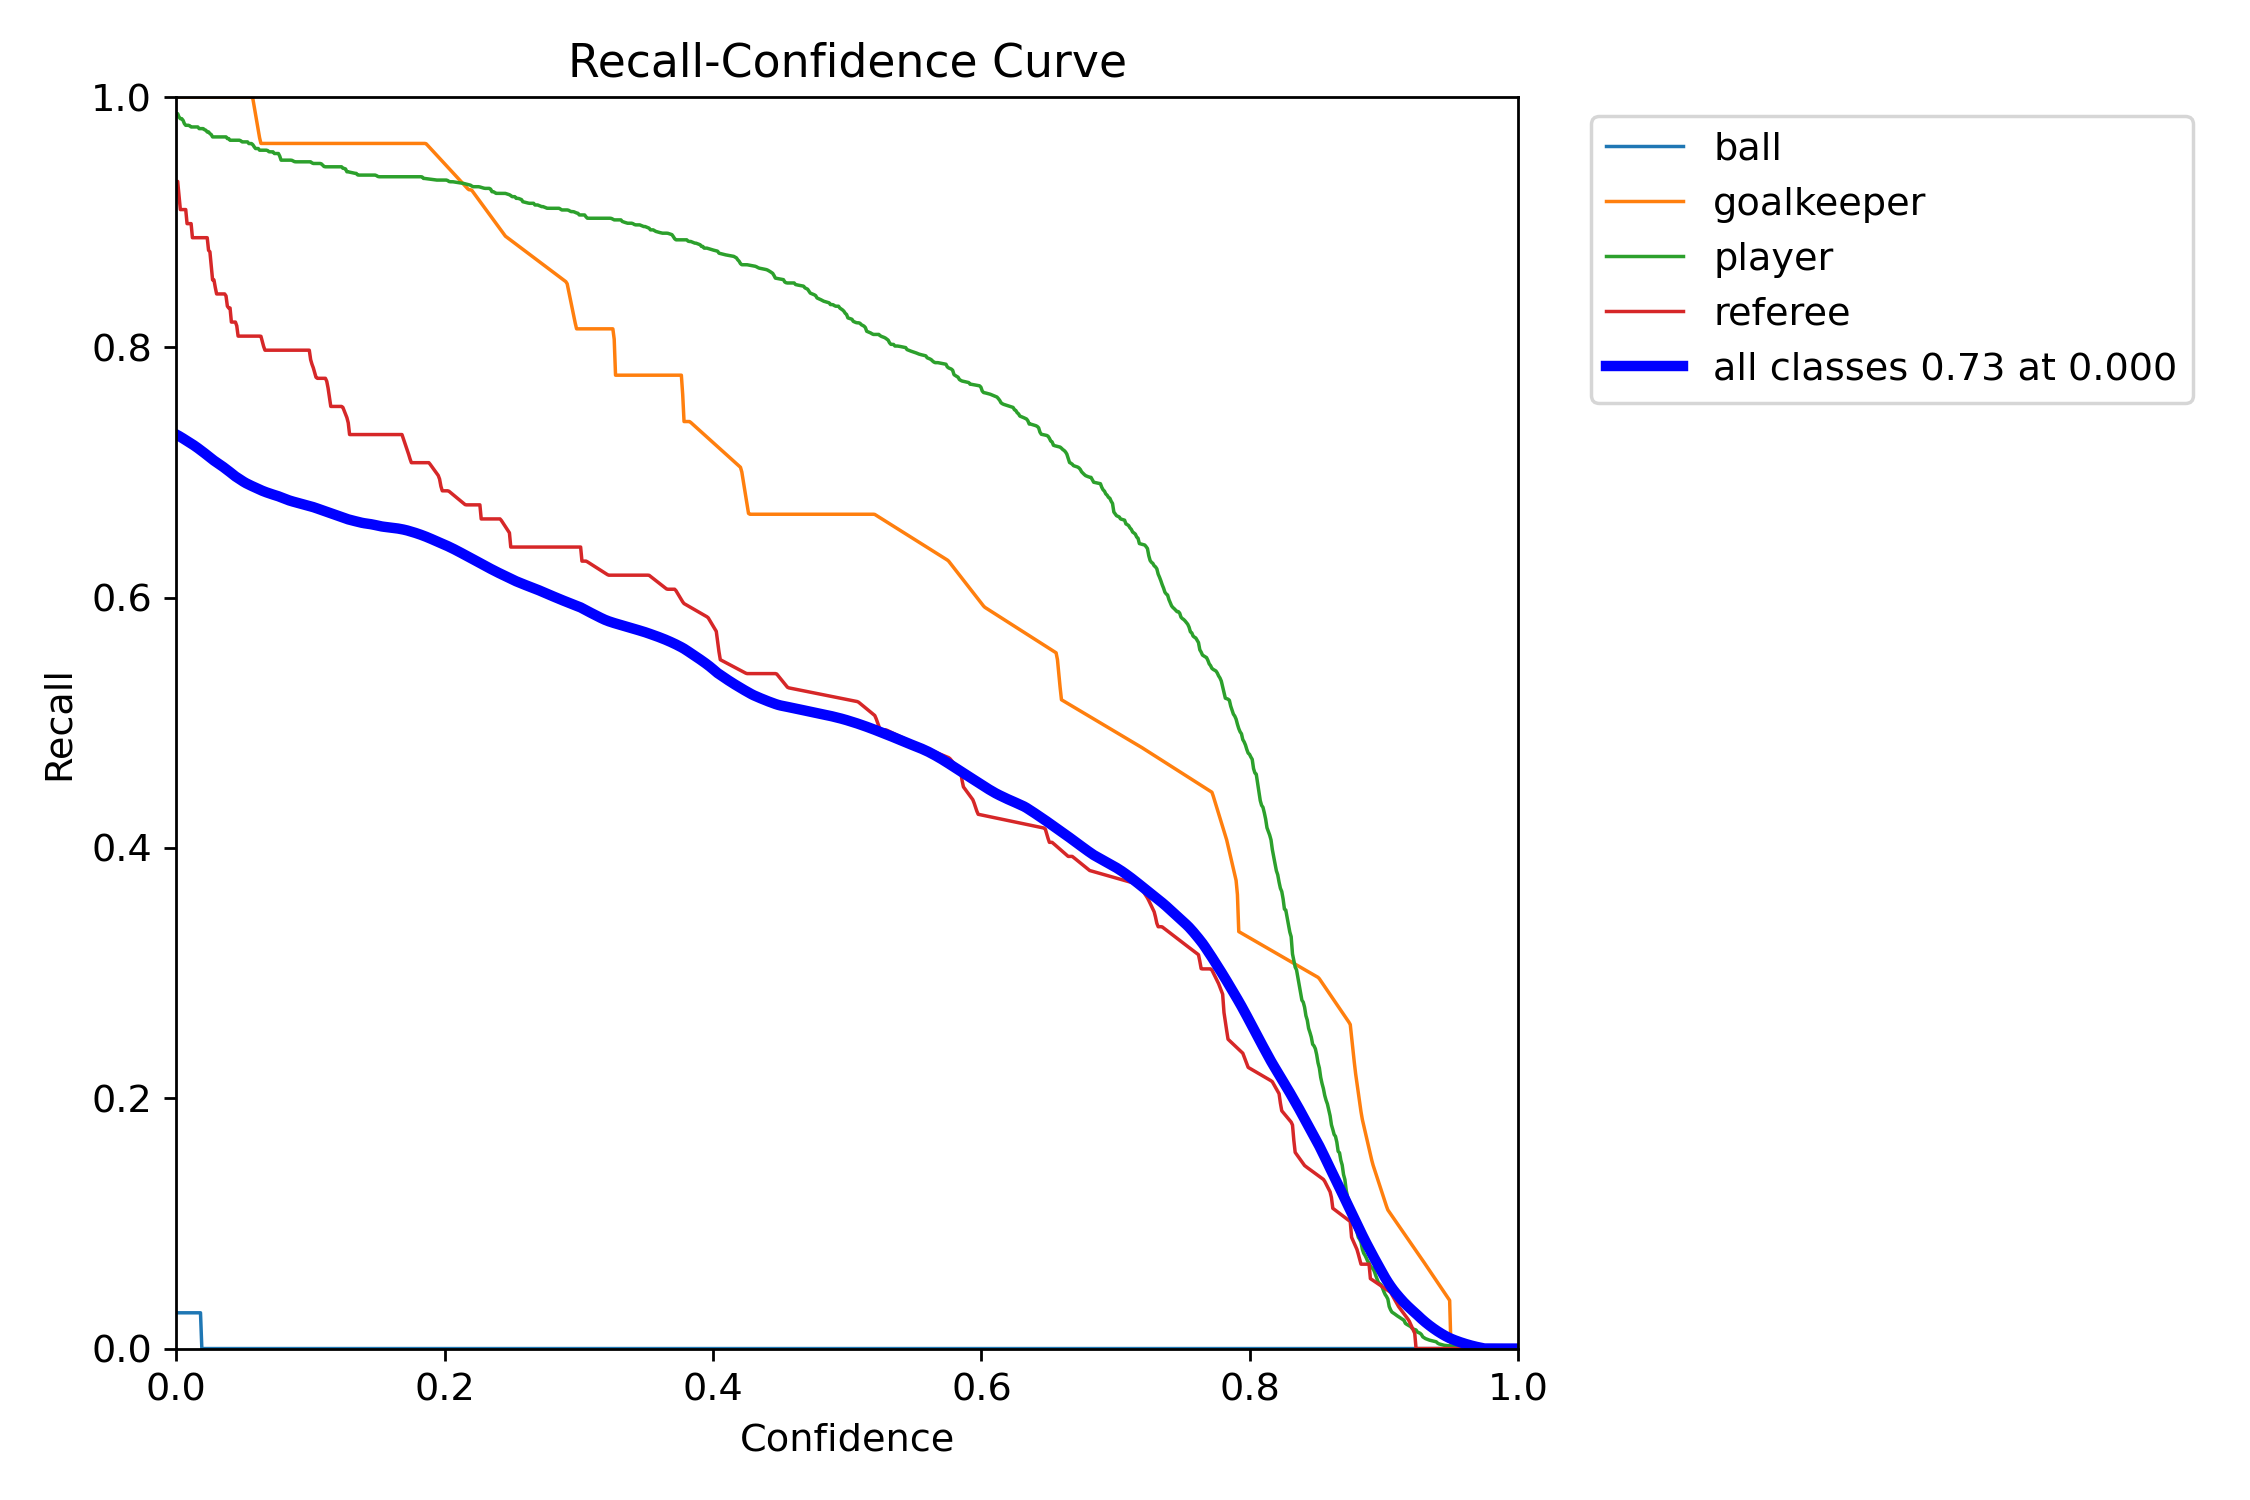 Recall-Confidence Curve
1.0
0.8
0.6
0.4
0.2
0.0
Recall
0.0 0.2 0.4 0.6 0.8 1.0
Confidence
ball
goalkeeper
player
referee
all classes 0.73 at 0.000